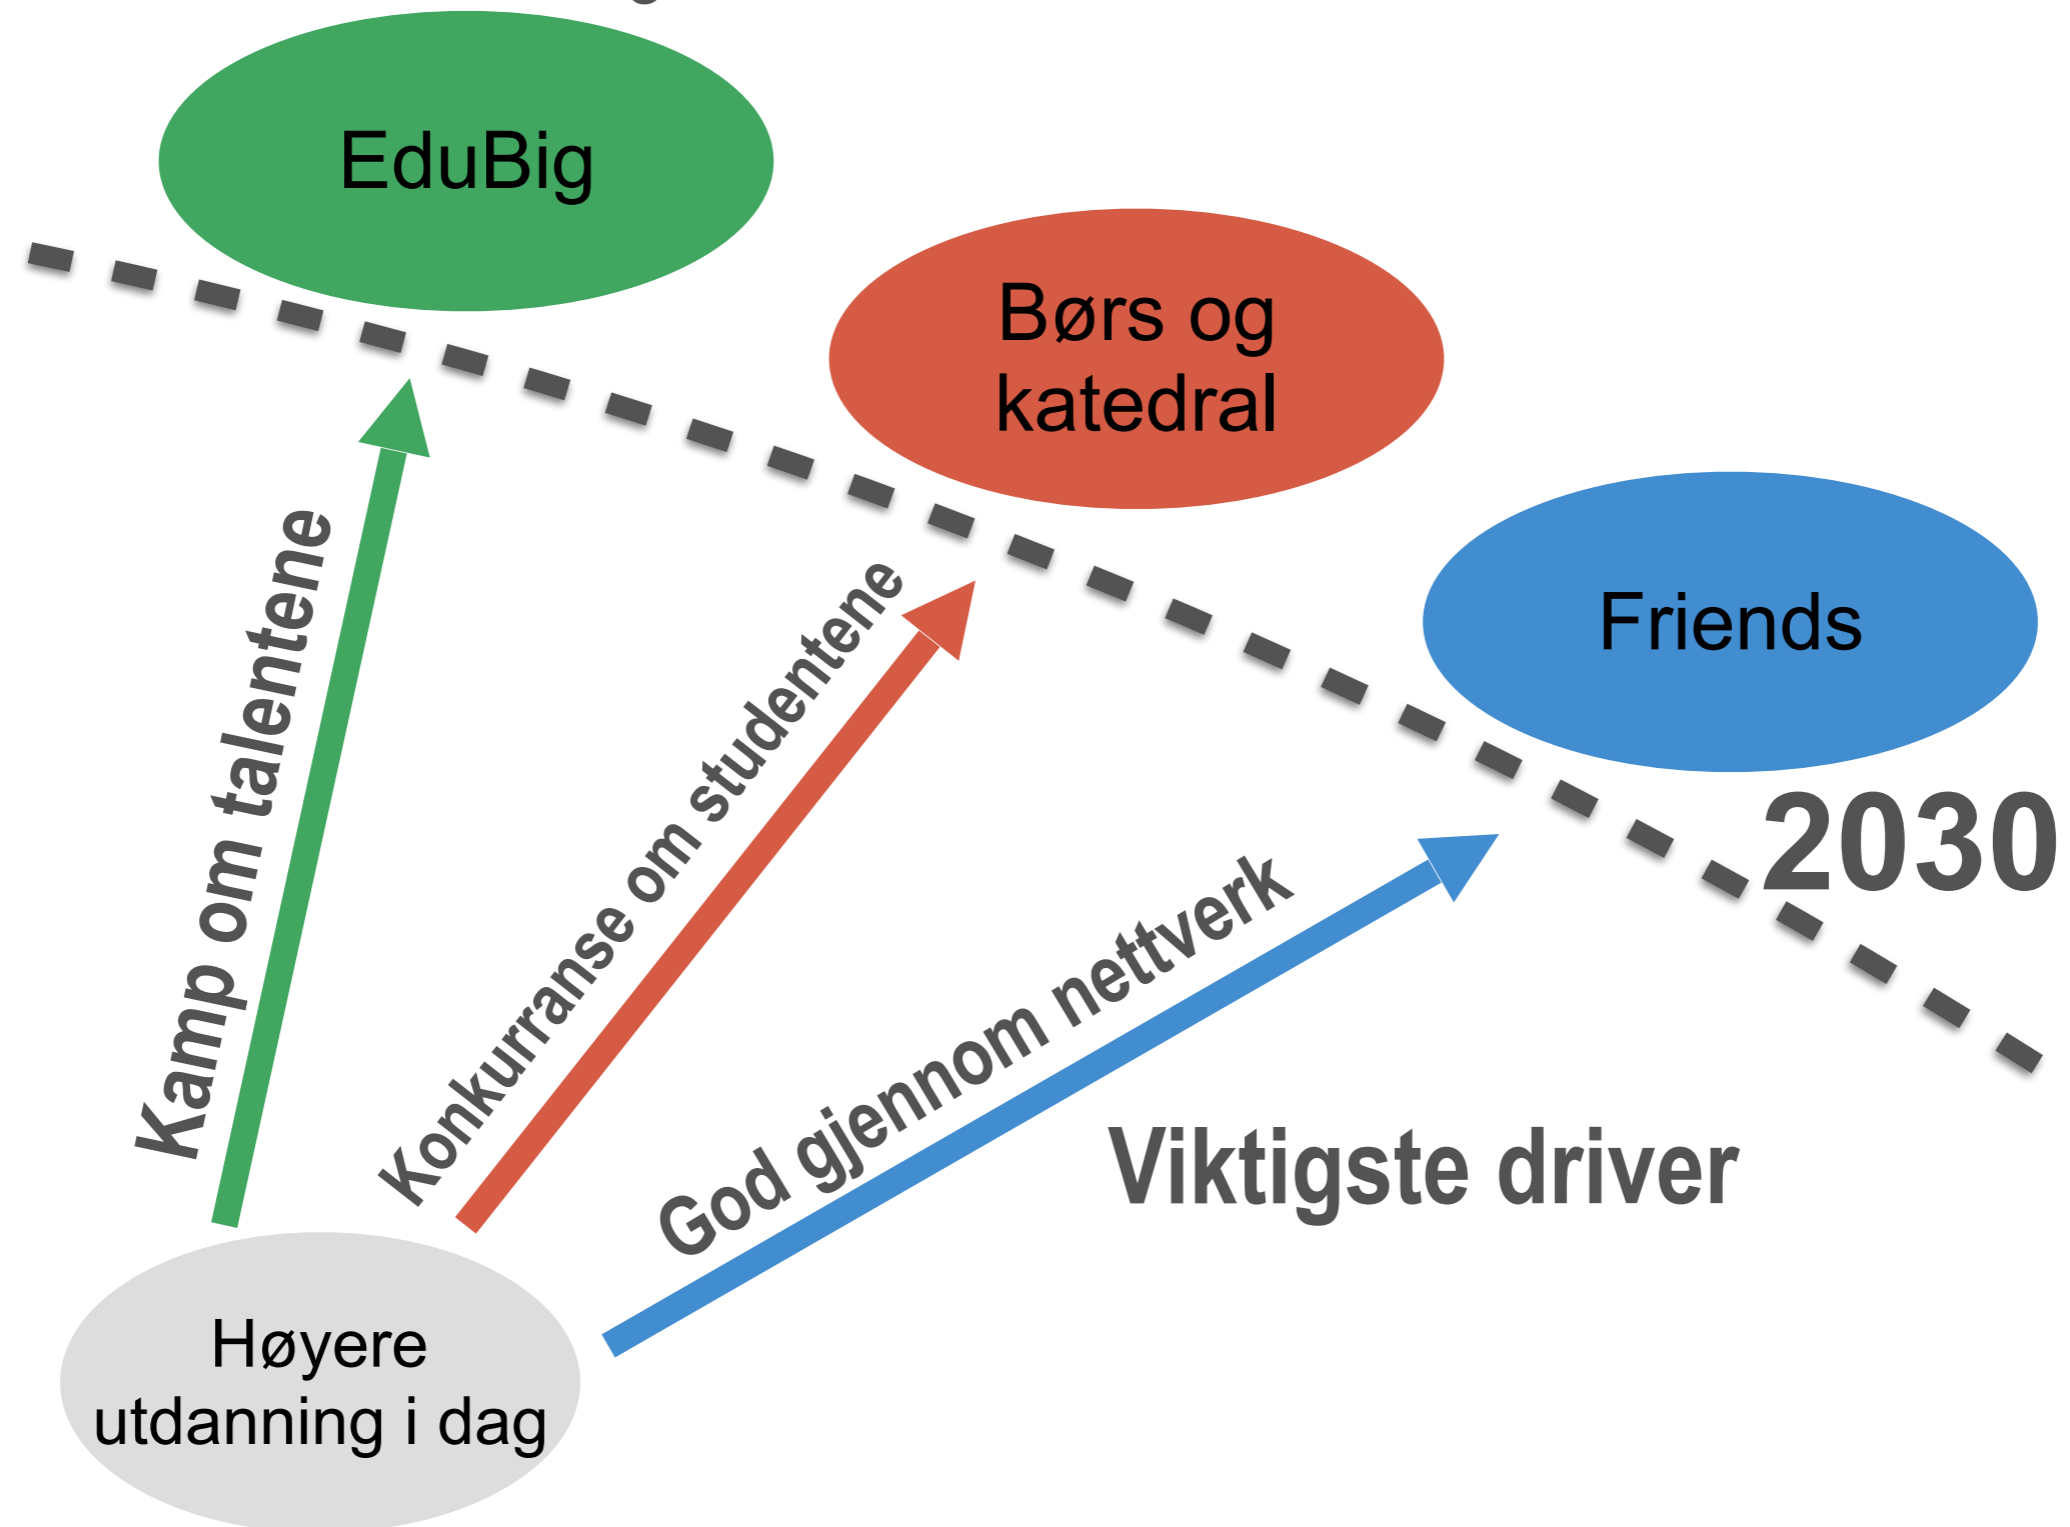 EduBig
Børs og
katedral
Friends
2030
Kamp om talentene
Konkurranse om studentene
God gjennom nettverk
Viktigste driver
Høyere
utdanning i dag